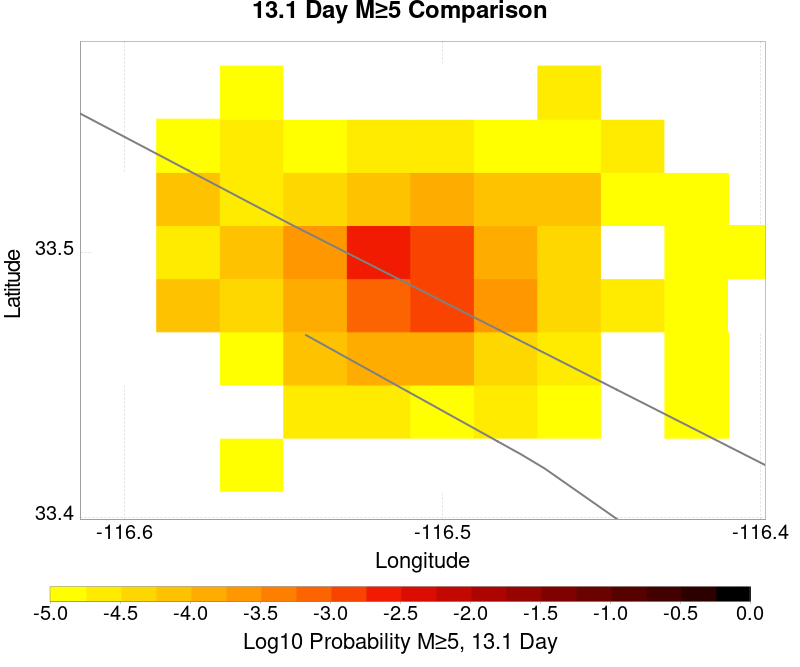 13.1 Day M≥5 Comparison
Latitude
33.5
33.4
-116.6 -116.5 -116.4
Longitude
-5.0 -4.5 -4.0 -3.5 -3.0 -2.5 -2.0 -1.5 -1.0 -0.5 0.0
Log10 Probability M≥5, 13.1 Day